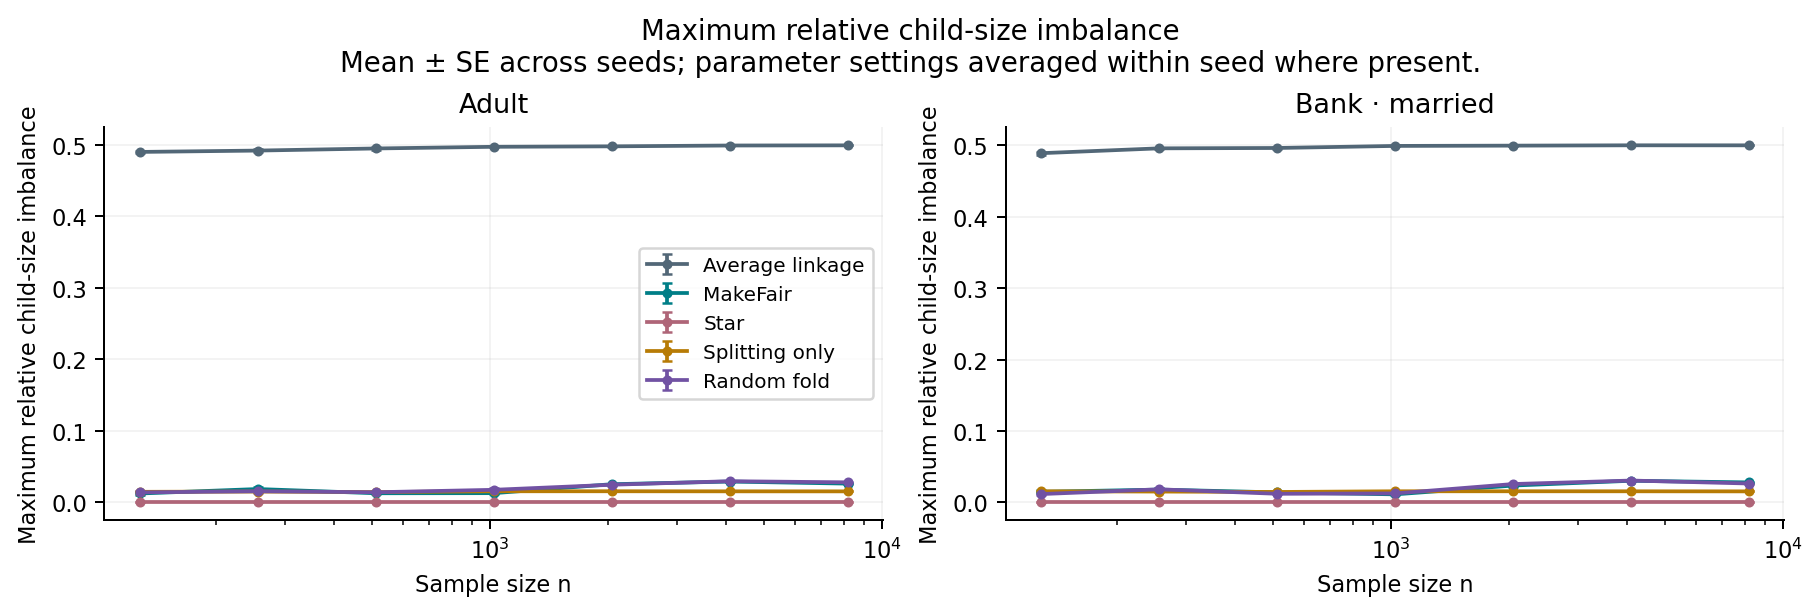 Maximum relative child-size imbalance
Mean ± SE across seeds; parameter settings averaged within seed where present.
Adult
Maximum relative child-size imbalance
0.5
0.4
0.3
0.2
0.1
0.0
Average linkage
MakeFair
Star
Splitting only
Random fold
10³
10⁴
Sample size n
Bank · married
Maximum relative child-size imbalance
0.5
0.4
0.3
0.2
0.1
0.0
10³
10⁴
Sample size n